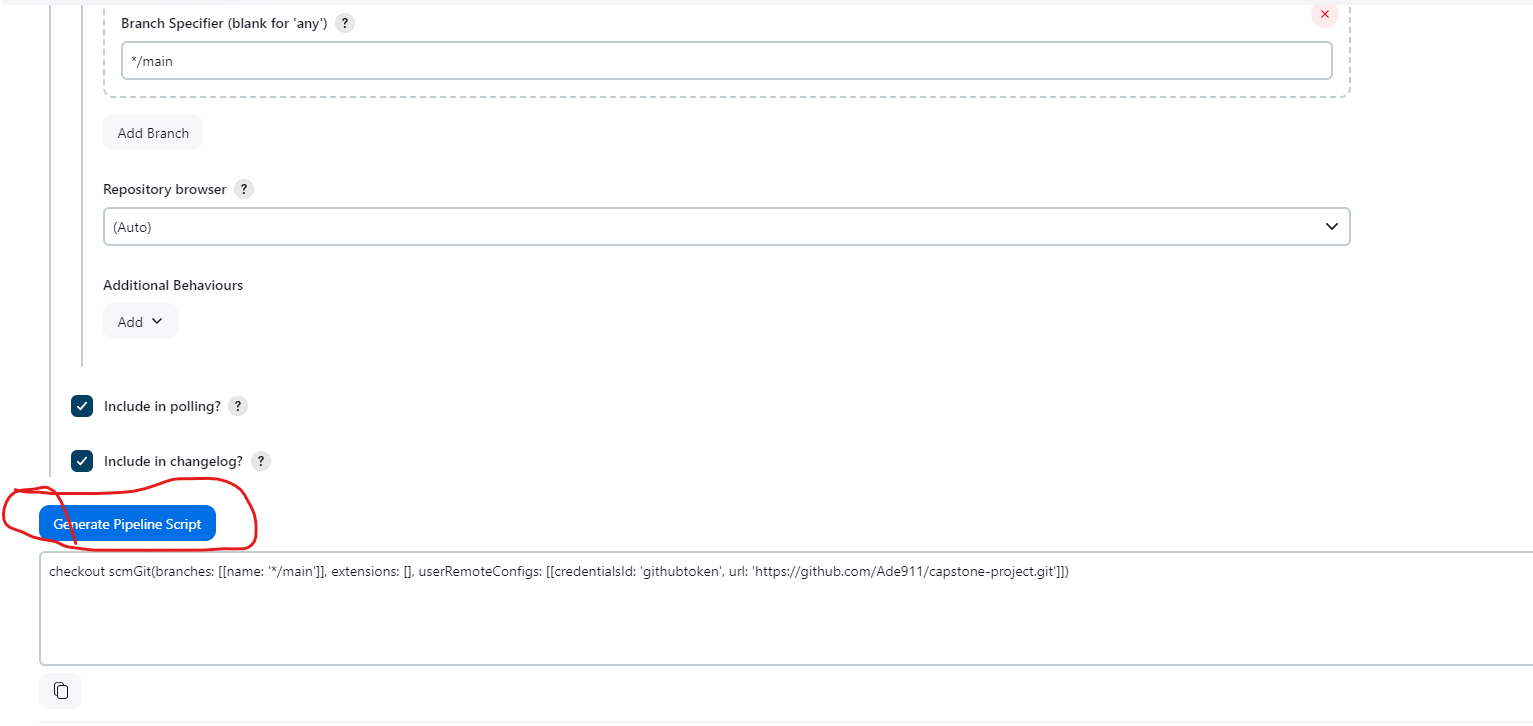 Branch Specifier (blank for 'any') ?
*/main
Add Branch
Repository browser ?
(Auto)
Additional Behaviours
Add
Include in polling? ?
Include in changelog? ?
Generate Pipeline Script
checkout scmGit(branches: [[name: '*/main']], extensions: [], userRemoteConfigs: [[credentialsId: 'githubtoken', url: 'https://github.com/Ade911/capstone-project.git']])